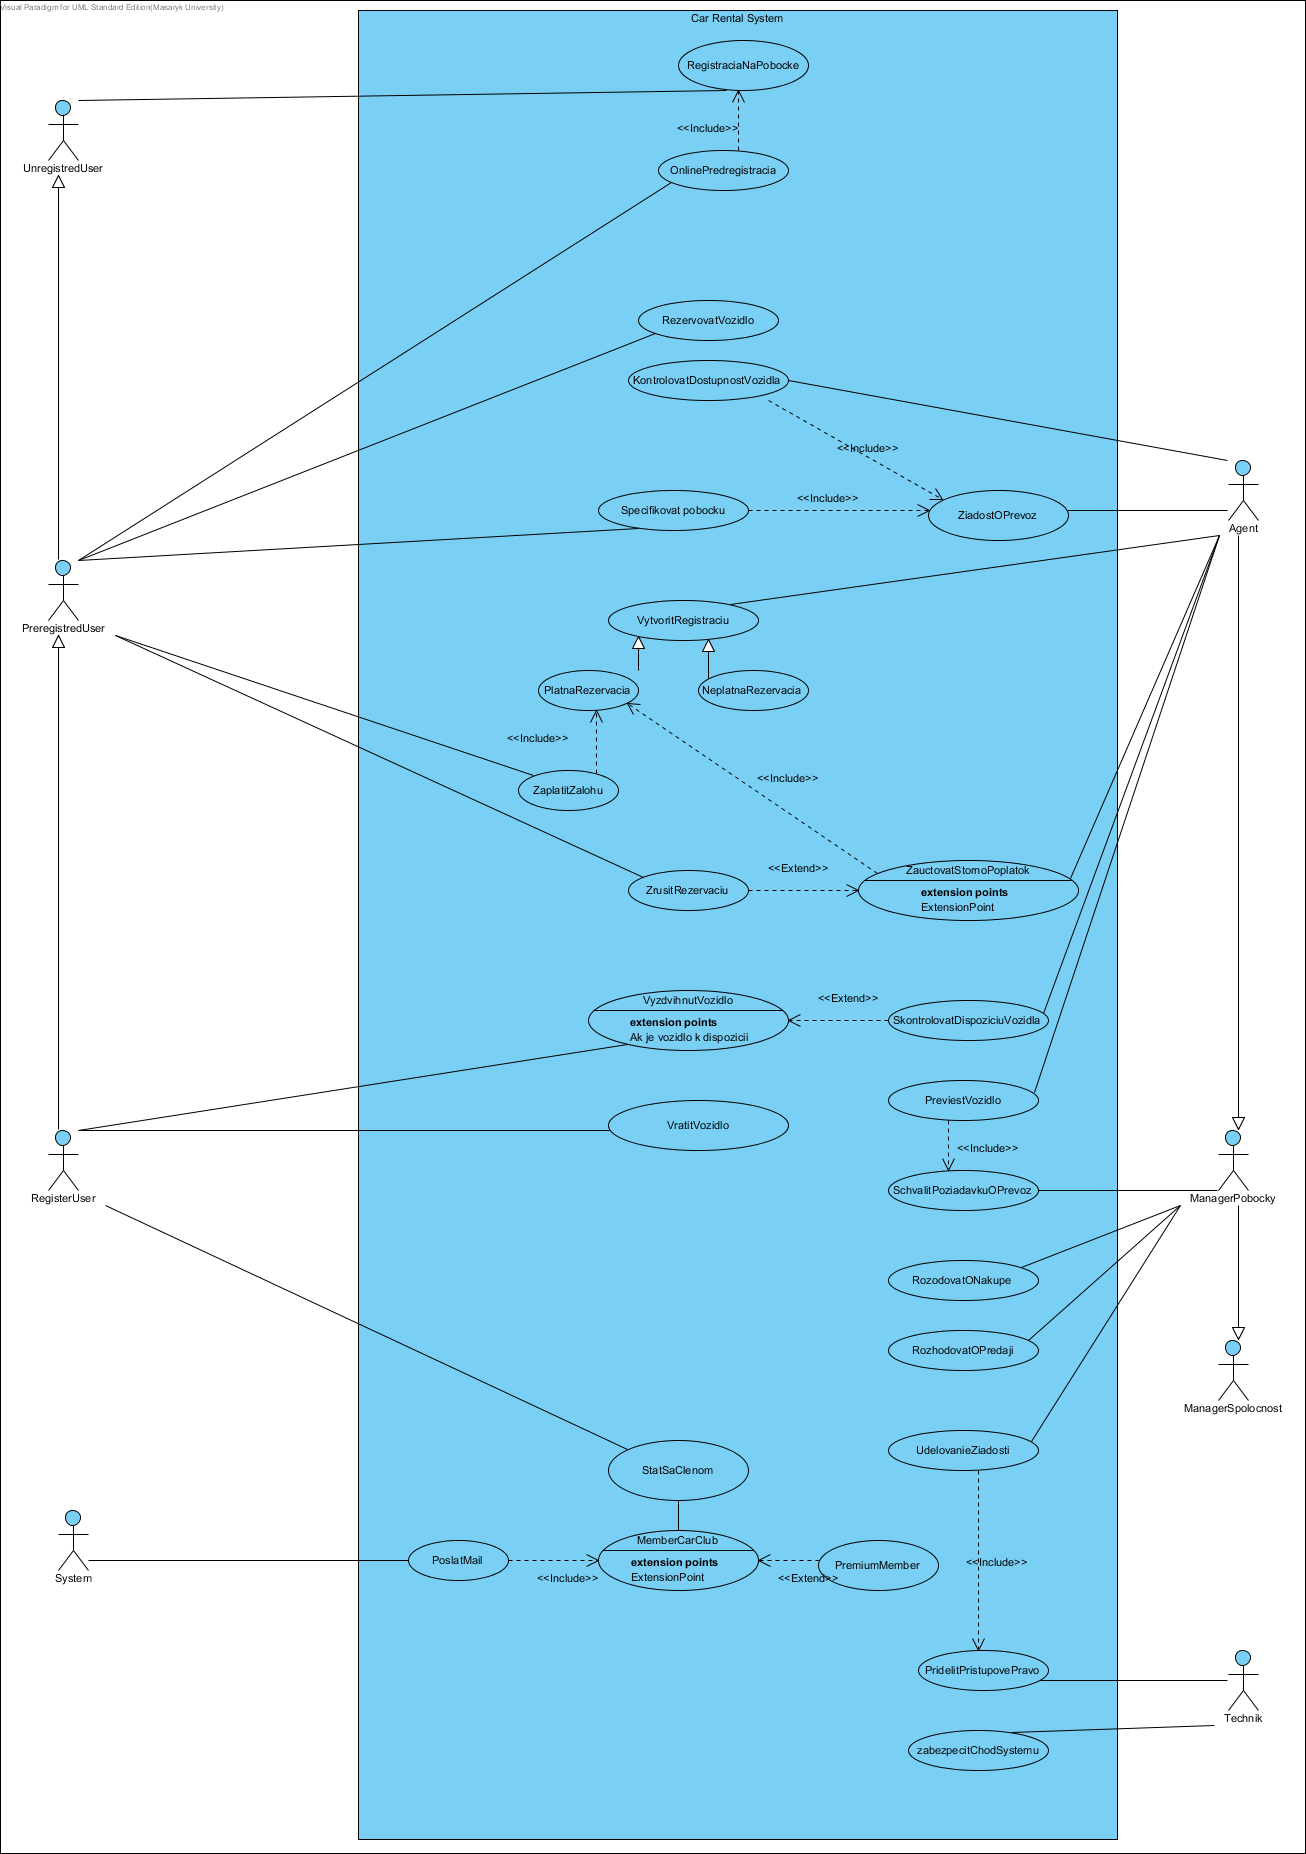 Visual Paradigm for UML Standard Edition(Masaryk University)
Car Rental System
RegistraciaNaPobocke
<<Include>>
UnregistredUser
OnlinePredregistracia
RezervovatVozidlo
KontrolovatDostupnostVozidla
<<Include>>
<<Include>>
Specifikovat pobocku
ZiadostOPrevoz
Agent
VytvoritRegistraciu
PreregistredUser
PlatnaRezervacia
NeplatnaRezervacia
<<Include>>
<<Include>>
ZaplatitZalohu
<<Extend>>
ZauctovatStornoPoplatok
ZrusitRezervaciu
extension points
ExtensionPoint
<<Extend>>
VyzdvihnutVozidlo
extension points
Ak je vozidlo k dispozicii
SkontrolovatDispoziciuVozidla
PreviestVozidlo
VratitVozidlo
<<Include>>
SchvalitPoziadavkuOPrevoz
RegisterUser
ManagerPobocky
RozodovatONakupe
RozhodovatOPredaji
ManagerSpolocnost
UdelovanieZiadosti
StatSaClenom
MemberCarClub
extension points
ExtensionPoint
PoslatMail
PremiumMember
<<Include>>
System
<<Include>>
<<Extend>>
PridelitPristupovePravo
Technik
zabezpecitChodSystemu